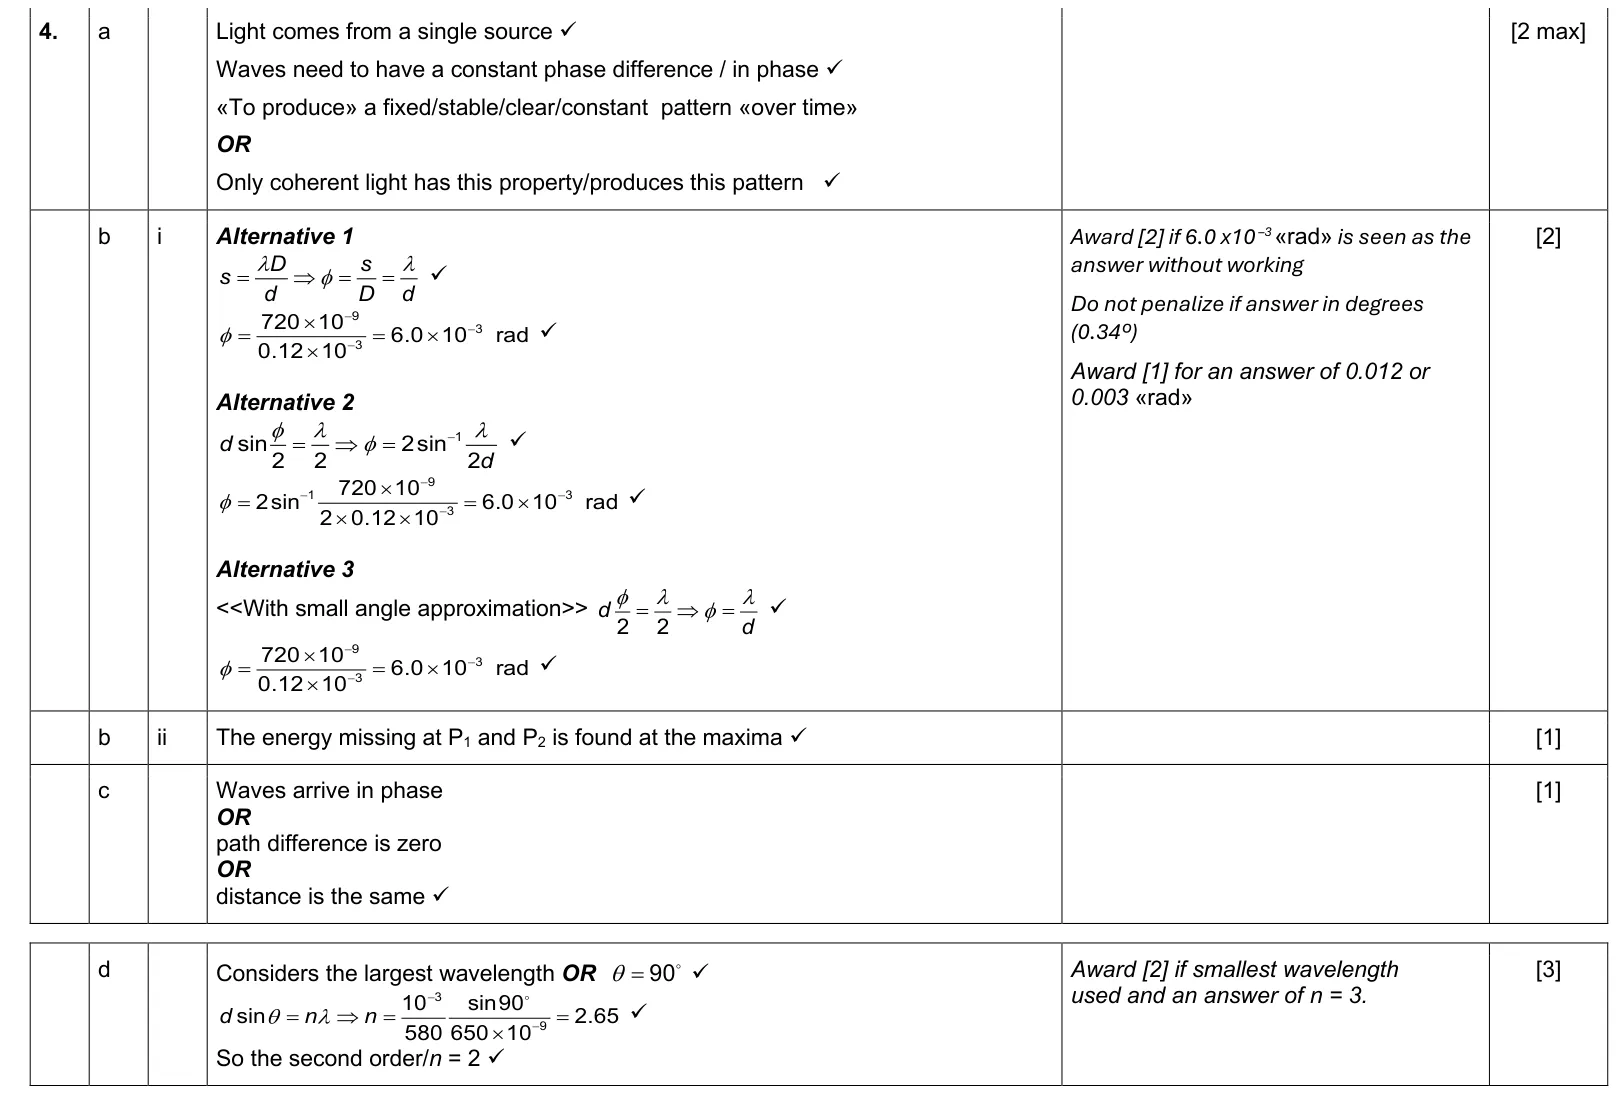 4. a Light comes from a single source ✓ [2 max]
Waves need to have a constant phase difference / in phase ✓
«To produce» a fixed/stable/clear/constant pattern «over time»
OR
Only coherent light has this property/produces this pattern ✓
b i Alternative 1
s = λD/d ⇒ ϕ = s/D = λ/d ✓
ϕ = 720 × 10⁻⁹ / 0.12 × 10⁻³ = 6.0 × 10⁻³ rad ✓
Alternative 2
d sin ϕ/2 = λ/2 ⇒ ϕ = 2 sin⁻¹ λ/2d ✓
ϕ = 2 sin⁻¹ 720 × 10⁻⁹ / 2 × 0.12 × 10⁻³ = 6.0 × 10⁻³ rad ✓
Alternative 3
<<With small angle approximation>> d ϕ/2 = λ/2 ⇒ ϕ = λ/d ✓
ϕ = 720 × 10⁻⁹ / 0.12 × 10⁻³ = 6.0 × 10⁻³ rad ✓
Award [2] if 6.0 x10⁻³ «rad» is seen as the
answer without working
Do not penalize if answer in degrees
(0.34º)
Award [1] for an answer of 0.012 or
0.003 «rad»
[2]
b ii The energy missing at P₁ and P₂ is found at the maxima ✓ [1]
c Waves arrive in phase [1]
OR
path difference is zero
OR
distance is the same ✓
d Considers the largest wavelength OR θ = 90° ✓
d sin θ = nλ ⇒ n = 10⁻³/580 sin 90°/650 × 10⁻⁹ = 2.65 ✓
So the second order/n = 2 ✓
Award [2] if smallest wavelength
used and an answer of n = 3.
[3]